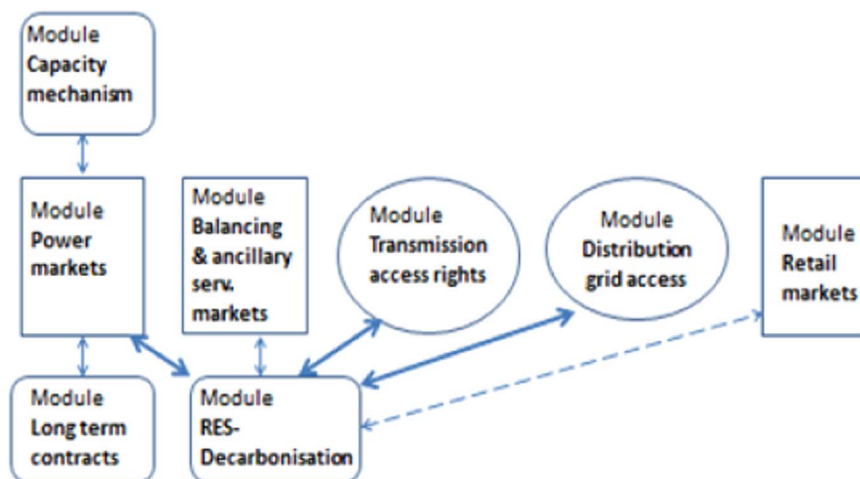 Module
Capacity
mechanism
Module
Power
markets
Module
Balancing
& ancillary
serv.
markets
Module
Transmission
access rights
Module
Distribution
grid access
Module
Retail
markets
Module
Long term
contracts
Module
RES-
Decarbonisation